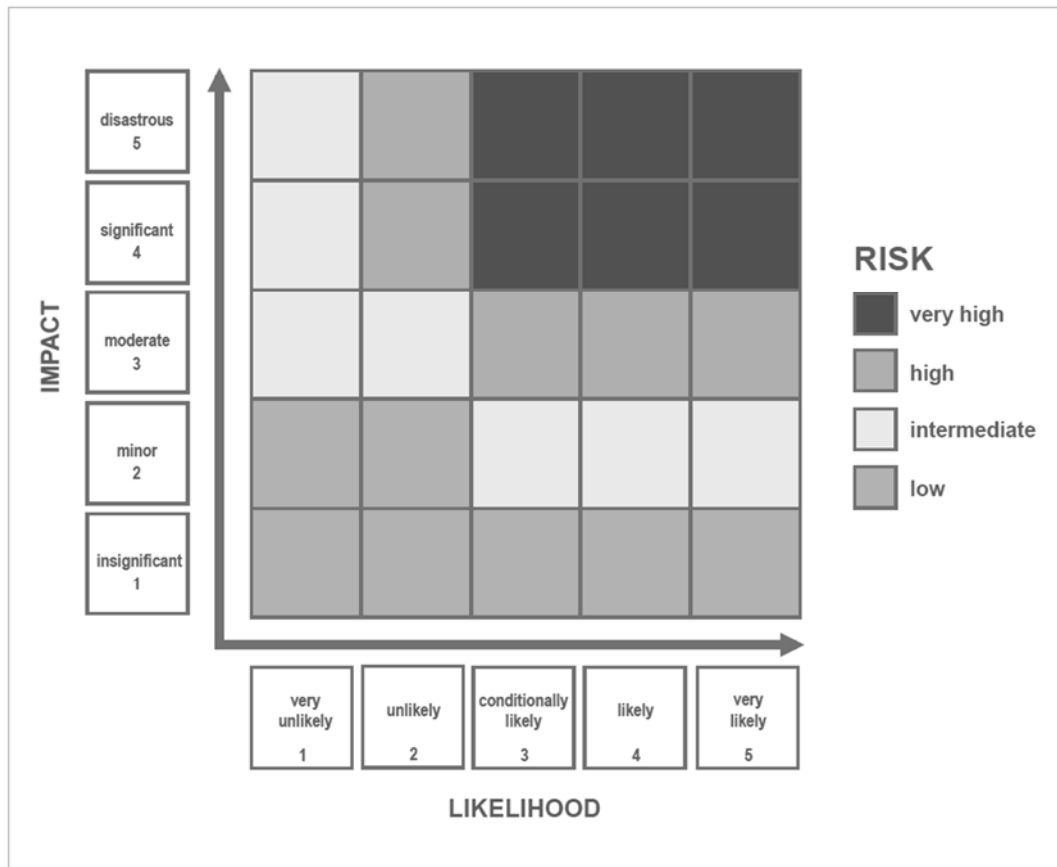 disastrous
5
significant
4
moderate
3
minor
2
insignificant
1
IMPACT
RISK
very high
high
intermediate
low
very
unlikely
1
unlikely
2
conditionally
likely
3
likely
4
very
likely
5
LIKELIHOOD